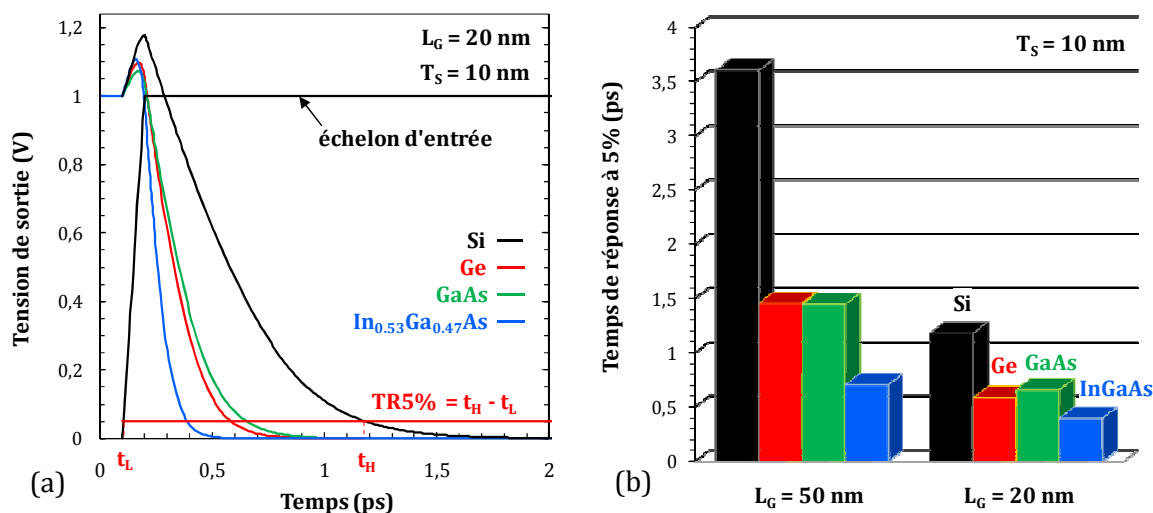 1,2
1
0,8
0,6
0,4
0,2
0
Tension de sortie (V)
L_G = 20 nm
T_S = 10 nm
échelon d'entrée
Si
Ge
GaAs
In_0.53Ga_0.47As
TR5% = t_H - t_L
0 0,5 1 1,5 2
t_L t_H
Temps (ps)
(a)
4
3,5
3
2,5
2
1,5
1
0,5
0
Temps de réponse à 5% (ps)
T_S = 10 nm
Si
Ge
GaAs
InGaAs
L_G = 50 nm L_G = 20 nm
(b)